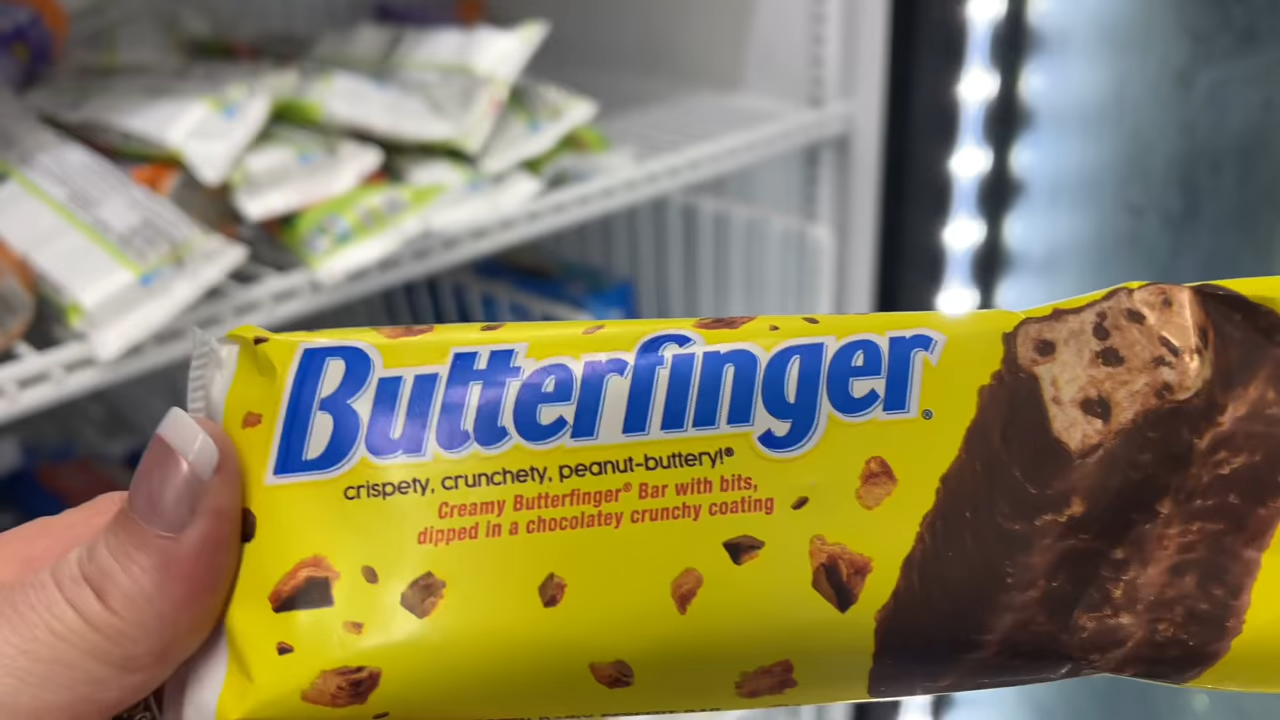 Butterfinger®
crispety, crunchety, peanut-buttery!®
Creamy Butterfinger® Bar with bits,
dipped in a chocolatey crunchy coating